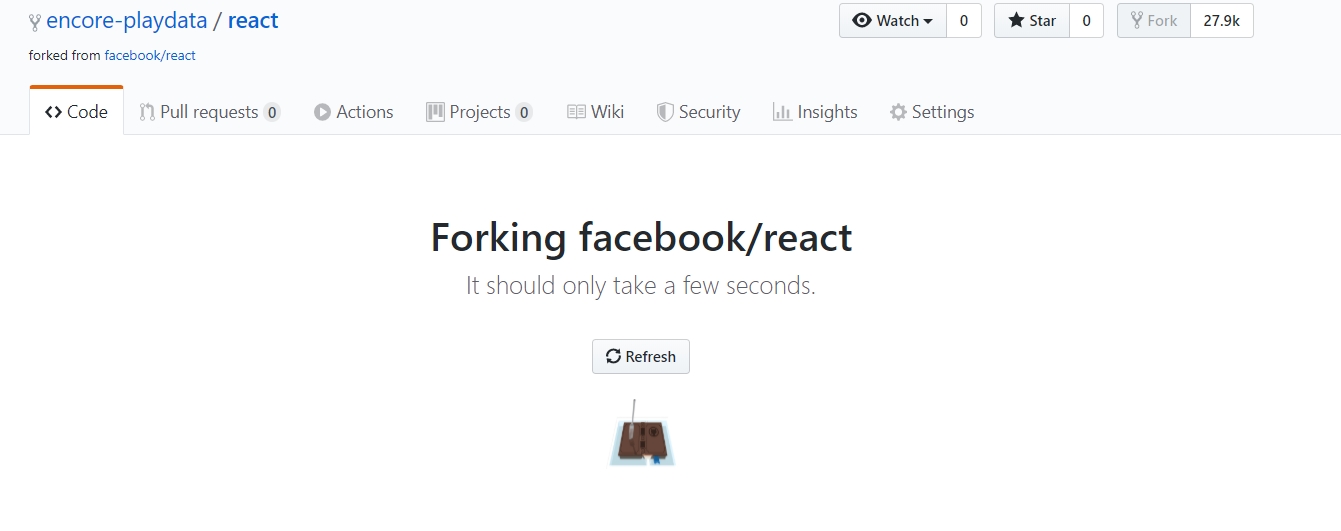 encore-playdata / react
Watch 0 Star 0 Fork 27.9k
forked from facebook/react
Code Pull requests 0 Actions Projects 0 Wiki Security Insights Settings
Forking facebook/react
It should only take a few seconds.
Refresh